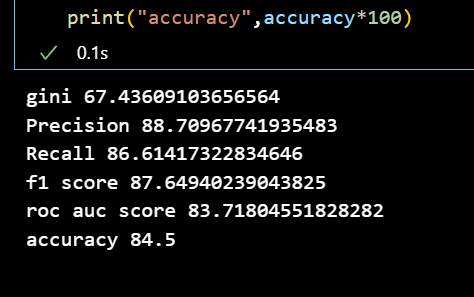 print("accuracy",accuracy*100)
✓ 0.1s
gini 67.43609103656564
Precision 88.70967741935483
Recall 86.61417322834646
f1 score 87.64940239043825
roc auc score 83.71804551828282
accuracy 84.5